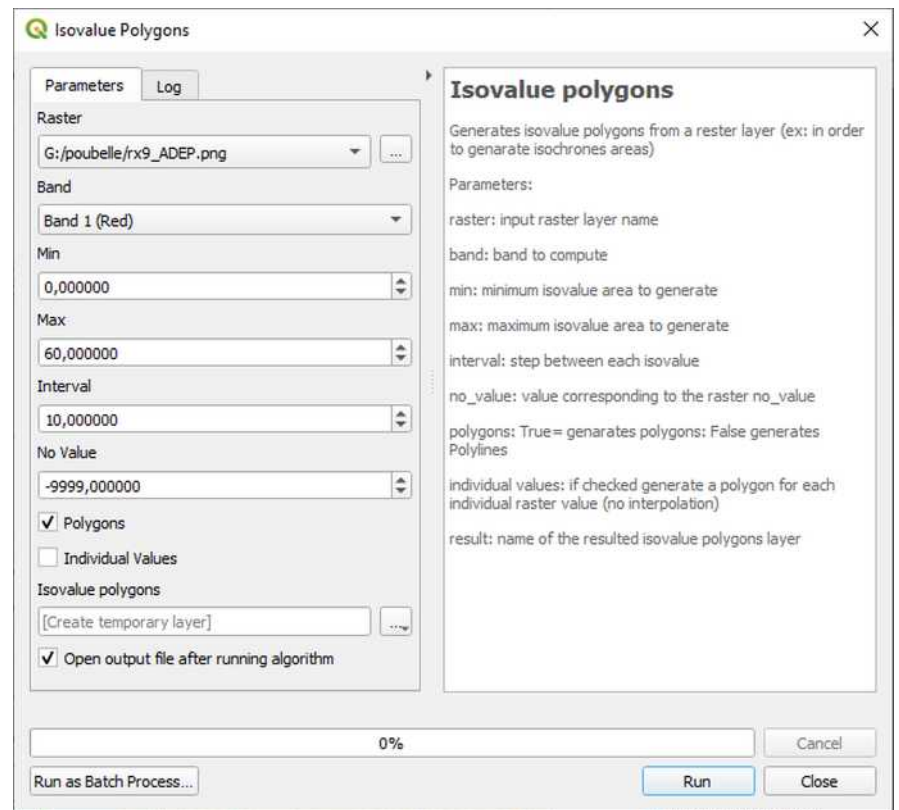 Isovalue Polygons
Parameters
Log
Raster
G:/poubelle/rx9_ADEP.png
...
Band
Band 1 (Red)
Min
0,000000
Max
60,000000
Interval
10,000000
No Value
-9999,000000
Polygons
Individual Values
Isovalue polygons
[Create temporary layer]
...
Open output file after running algorithm
Isovalue polygons
Generates isovalue polygons from a rester layer (ex: in order
to genarate isochrones areas)
Parameters:
raster: input raster layer name
band: band to compute
min: minimum isovalue area to generate
max: maximum isovalue area to generate
interval: step between each isovalue
no_value: value corresponding to the raster no_value
polygons: True= genarates polygons: False generates
Polylines
individual values: if checked generate a polygon for each
individual raster value (no interpolation)
result: name of the resulted isovalue polygons layer
0%
Cancel
Run as Batch Process...
Run
Close